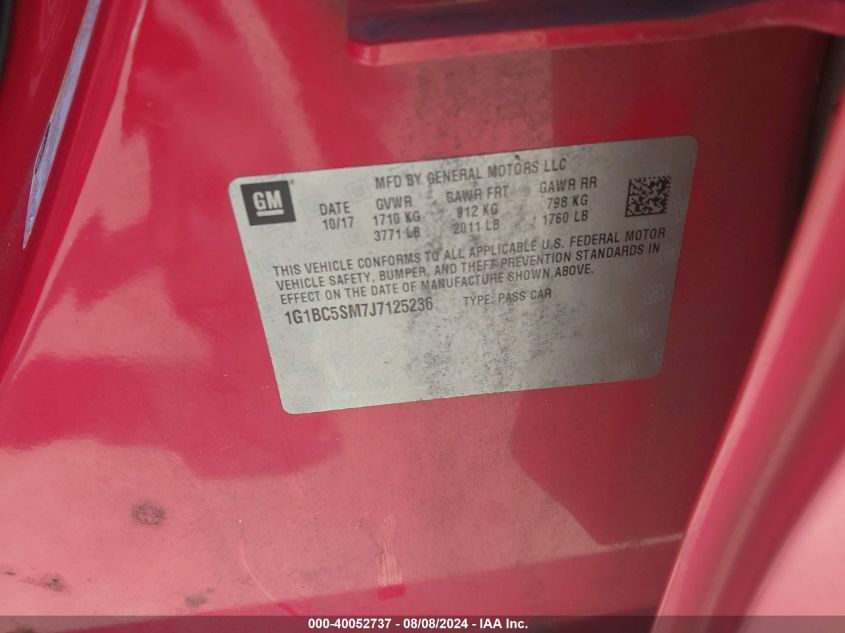 GM
MFD BY GENERAL MOTORS LLC
DATE GVWR GAWR FRT GAWR RR
10/17 1710 KG 912 KG 798 KG
3771 LB 2011 LB 1760 LB
THIS VEHICLE CONFORMS TO ALL APPLICABLE U.S. FEDERAL MOTOR
VEHICLE SAFETY, BUMPER, AND THEFT PREVENTION STANDARDS IN
EFFECT ON THE DATE OF MANUFACTURE SHOWN ABOVE.
1G1BC5SM7J7125236 TYPE: PASS CAR
000-40052737 - 08/08/2024 - IAA Inc.